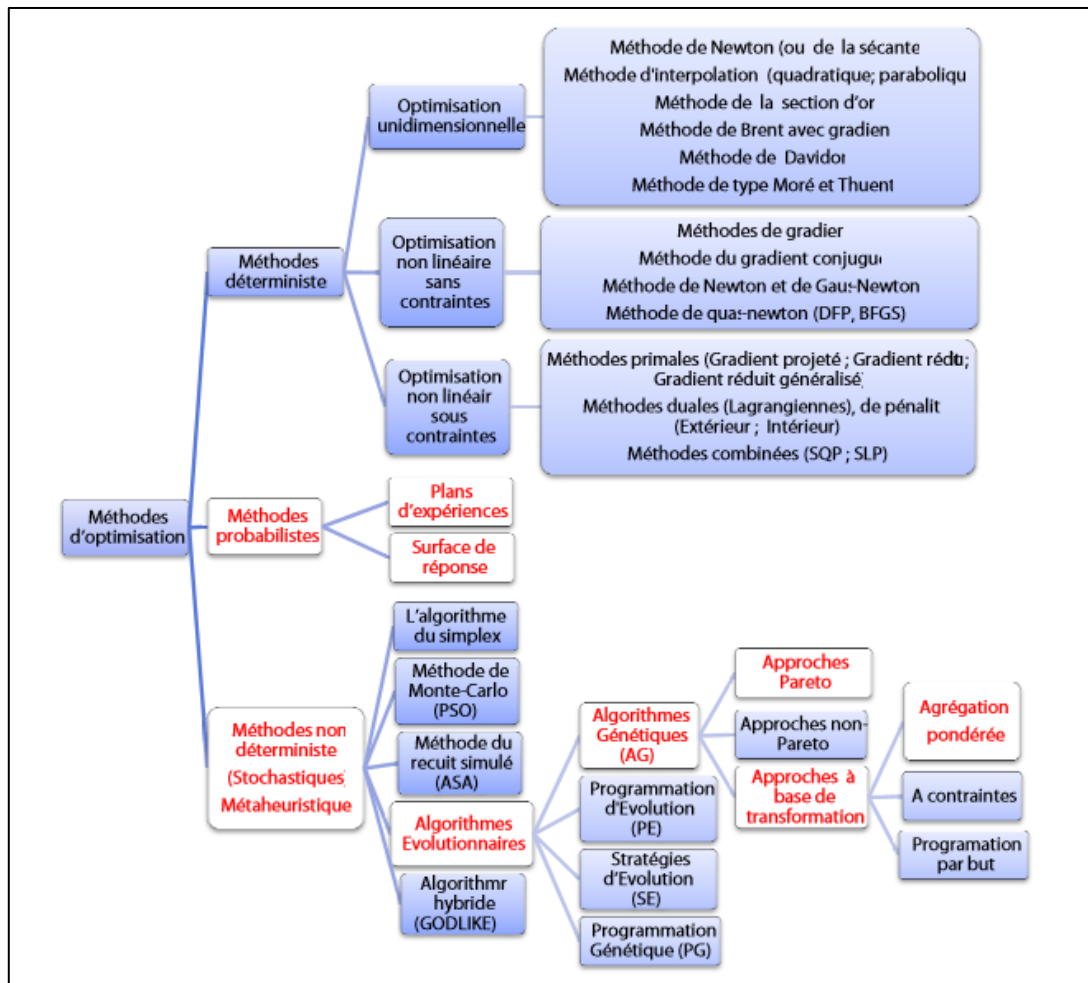 Méthodes
d'optimisation
Méthodes
déterministe
Optimisation
unidimensionnelle
Méthode de Newton (ou de la sécante
Méthode d'interpolation (quadratique; paraboliqu
Méthode de la section d'or
Méthode de Brent avec gradien
Méthode de Davidor
Méthode de type Moré et Thuent
Optimisation
non linéaire
sans
contraintes
Méthodes de gradier
Méthode du gradient conjugu
Méthode de Newton et de Gaus-Newton
Méthode de quas-newton (DFP, BFGS)
Optimisation
non linéair
sous
contraintes
Méthodes primales (Gradient projeté ; Gradient rédu ;
Gradient réduit généralisé)
Méthodes duales (Lagrangiennes), de pénalit
(Extérieur ; Intérieur)
Méthodes combinées (SQP ; SLP)
Méthodes
probabilistes
Plans
d'expériences
Surface de
réponse
Méthodes non
déterministe
(Stochastiques)
Métaheuristique
L'algorithme
du simplex
Méthode de
Monte-Carlo
(PSO)
Méthode du
recuit simulé
(ASA)
Algorithmes
Evolutionnaires
Algorithmr
hybride
(GODLIKE)
Algorithmes
Génétiques
(AG)
Programmation
d'Evolution
(PE)
Stratégies
d'Evolution
(SE)
Programmation
Génétique (PG)
Approches
Pareto
Approches non-
Pareto
Approches à
base de
transformation
Agrégation
pondérée
A contraintes
Programation
par but